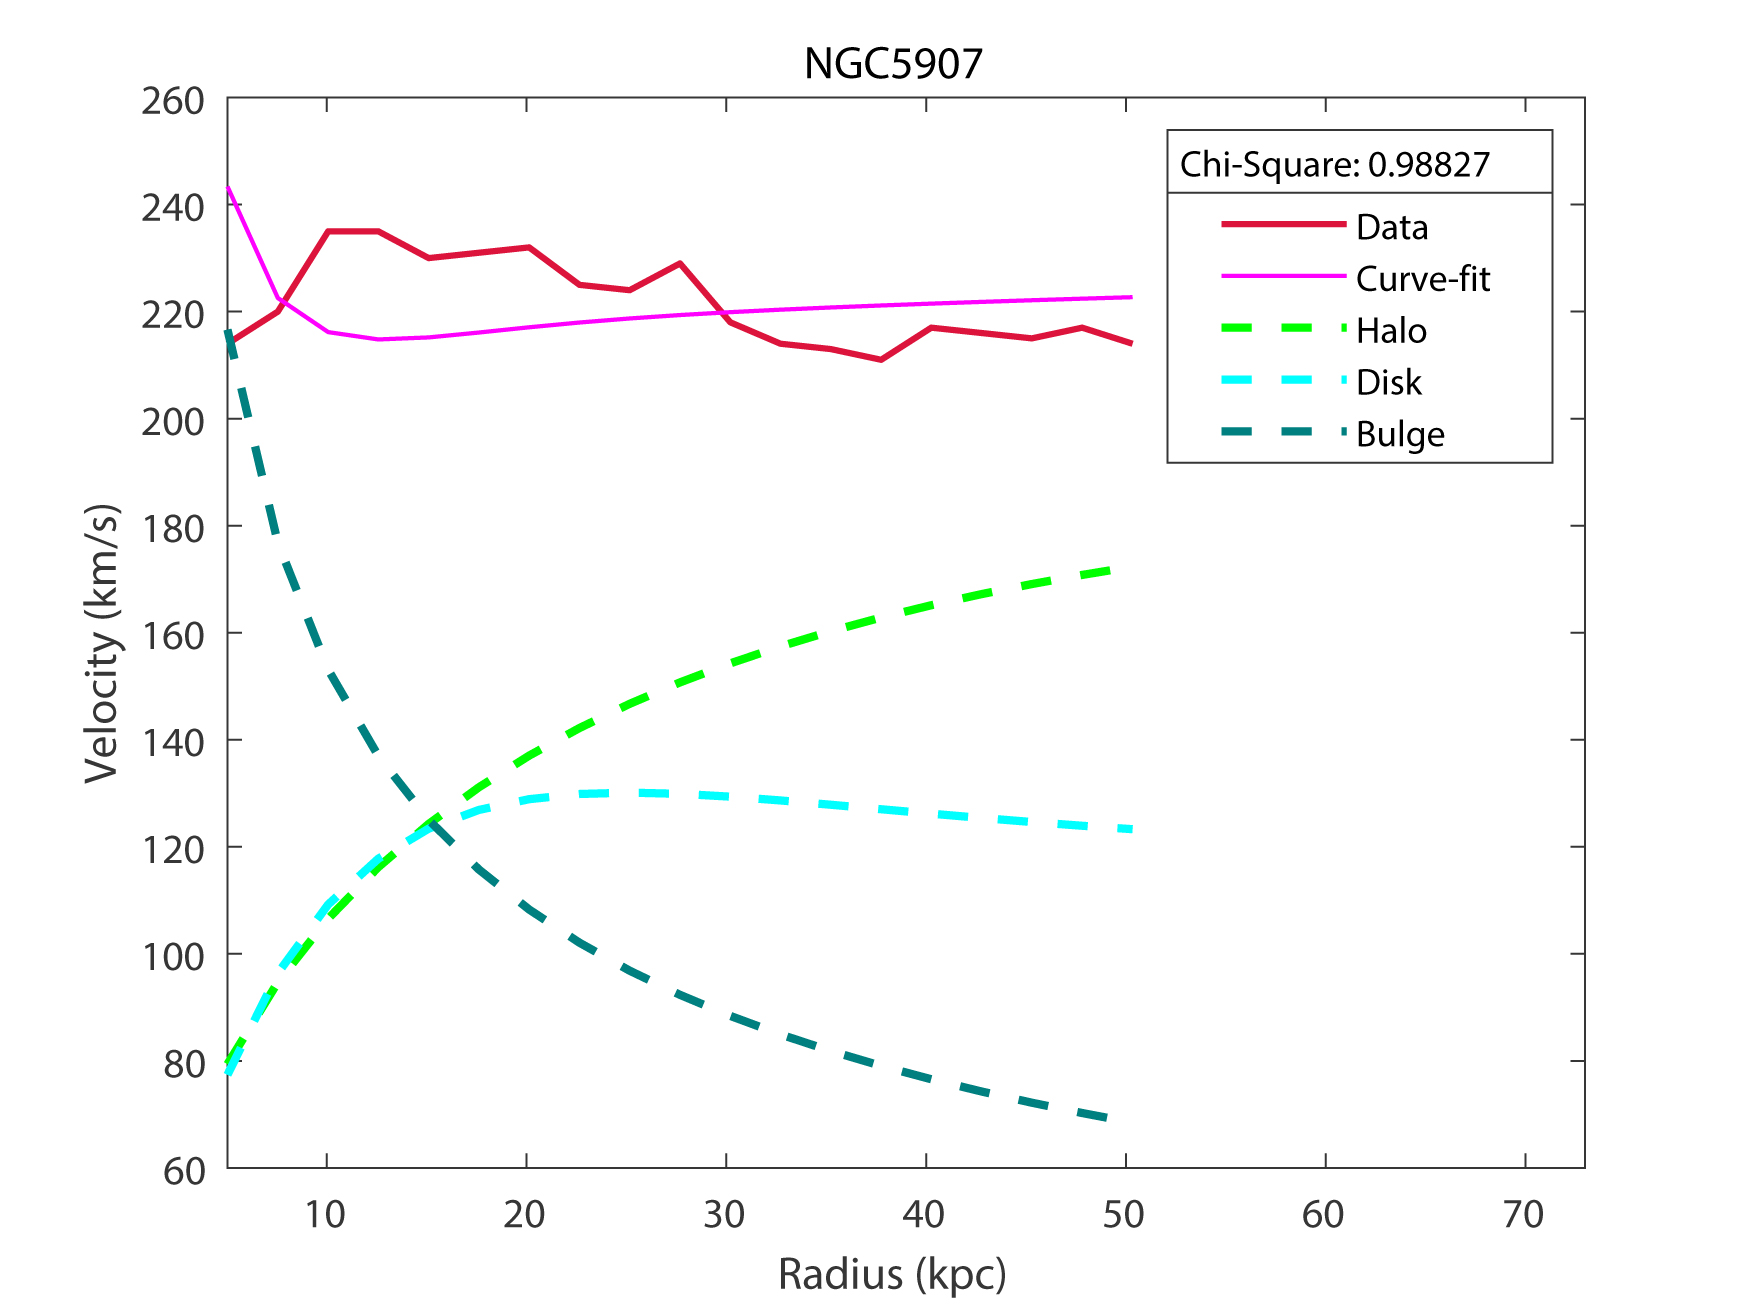 NGC5907
260
240
220
200
180
160
140
120
100
80
60
Velocity (km/s)
Chi-Square: 0.98827
Data
Curve-fit
Halo
Disk
Bulge
10 20 30 40 50 60 70
Radius (kpc)